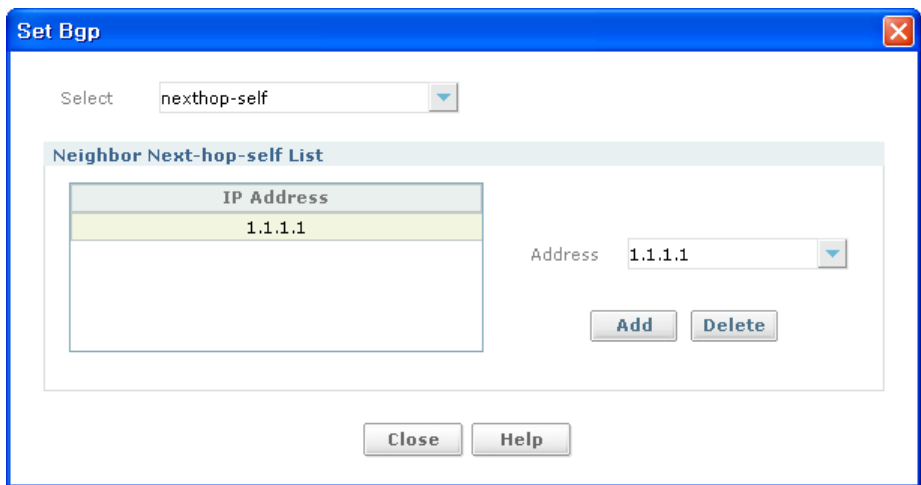 Set Bgp
Select nexthop-self
Neighbor Next-hop-self List
IP Address
1.1.1.1
Address 1.1.1.1
Add Delete
Close Help